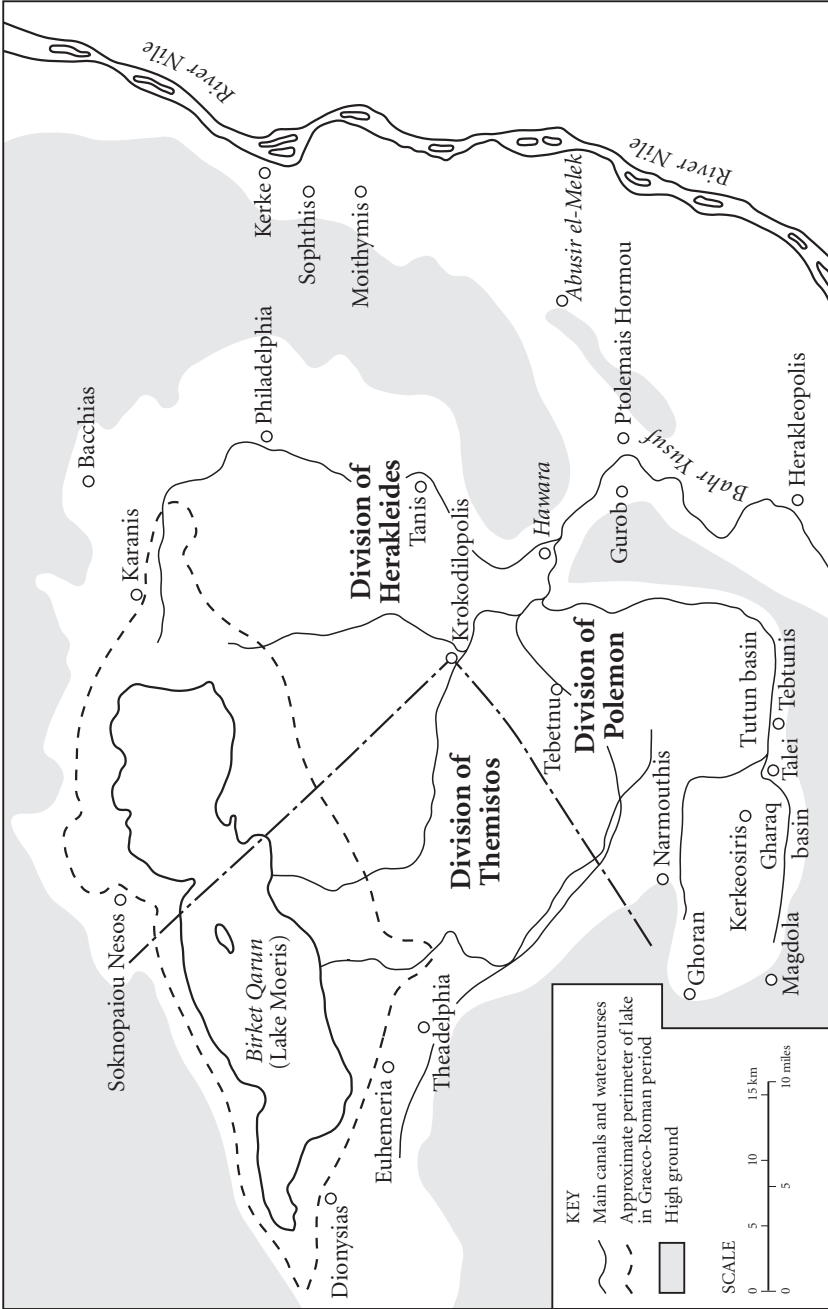 River Nile
Kerke
Sophthis
Moithymis
Bacchias
Philadelphia
Karanis
Soknopaiou Nesos
Division of
Herakleides
Tanis
Krokodilopolis
Hawara
Abusir el-Melek
Ptolemais Hormou
River Nile
Gurob
Bahr Yusuf
Herakleopolis
Birket Qarun
(Lake Moeris)
Division of
Themistos
Tebetnu
Division of
Polemon
Dionysias
Euhemeria
Theadelphia
Narmouthis
Tutun basin
Tebtunis
Talei
Ghoran
Kerkeosiris
Gharaq
basin
Magdola
KEY
Main canals and watercourses
Approximate perimeter of lake
in Graeco-Roman period
High ground
SCALE
0 5 10 15 km
0 5 10 miles